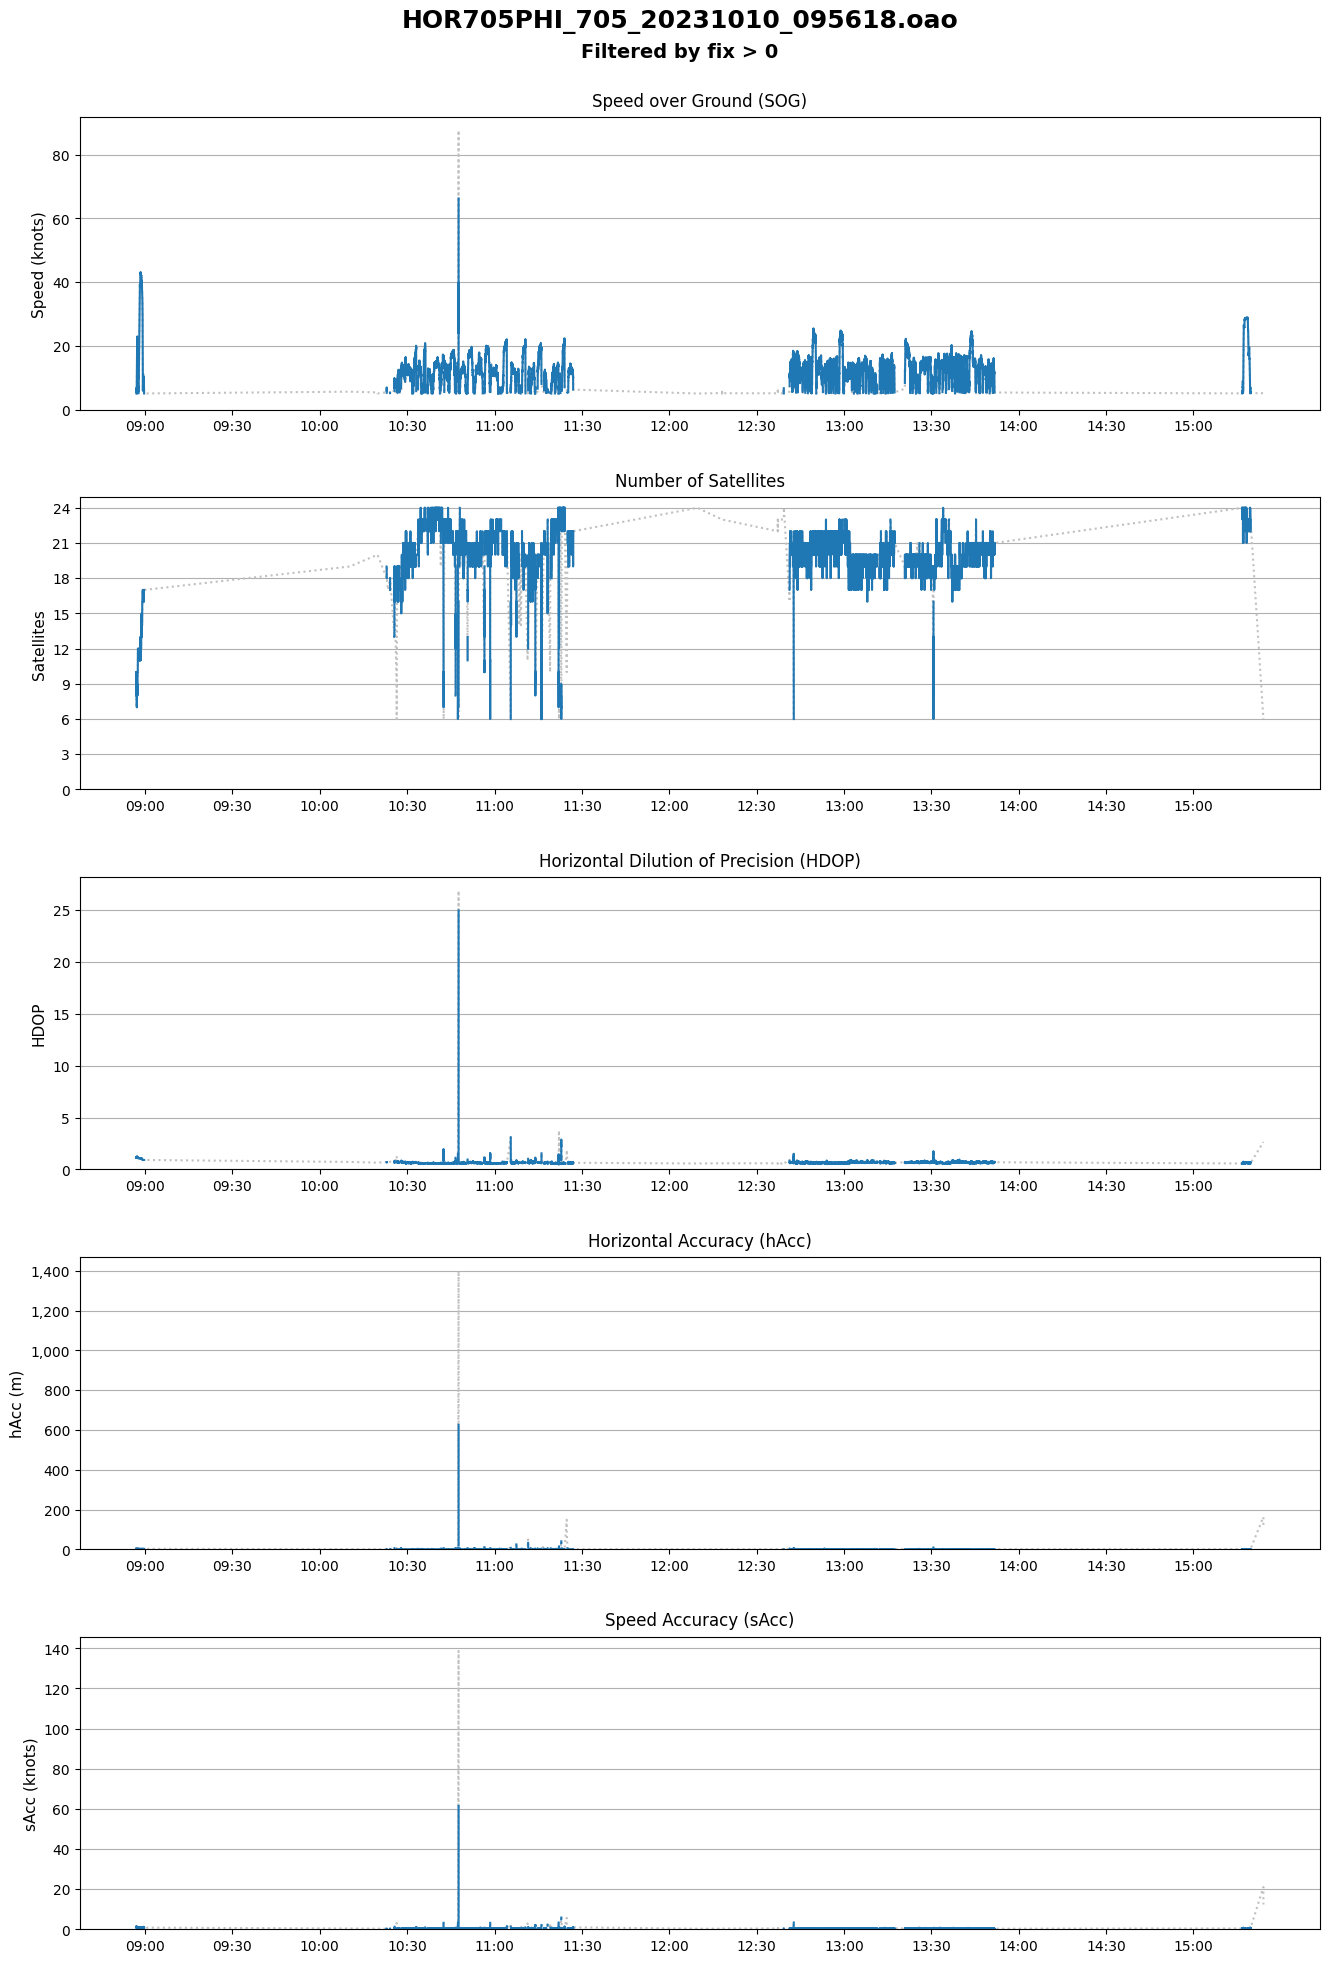 HOR705PHI_705_20231010_095618.oao
Filtered by fix > 0
Speed over Ground (SOG)
Speed (knots)
80
60
40
20
0
09:00 09:30 10:00 10:30 11:00 11:30 12:00 12:30 13:00 13:30 14:00 14:30 15:00
Number of Satellites
Satellites
24
21
18
15
12
9
6
3
0
09:00 09:30 10:00 10:30 11:00 11:30 12:00 12:30 13:00 13:30 14:00 14:30 15:00
Horizontal Dilution of Precision (HDOP)
HDOP
25
20
15
10
5
0
09:00 09:30 10:00 10:30 11:00 11:30 12:00 12:30 13:00 13:30 14:00 14:30 15:00
Horizontal Accuracy (hAcc)
hAcc (m)
1,400
1,200
1,000
800
600
400
200
0
09:00 09:30 10:00 10:30 11:00 11:30 12:00 12:30 13:00 13:30 14:00 14:30 15:00
Speed Accuracy (sAcc)
sAcc (knots)
140
120
100
80
60
40
20
0
09:00 09:30 10:00 10:30 11:00 11:30 12:00 12:30 13:00 13:30 14:00 14:30 15:00